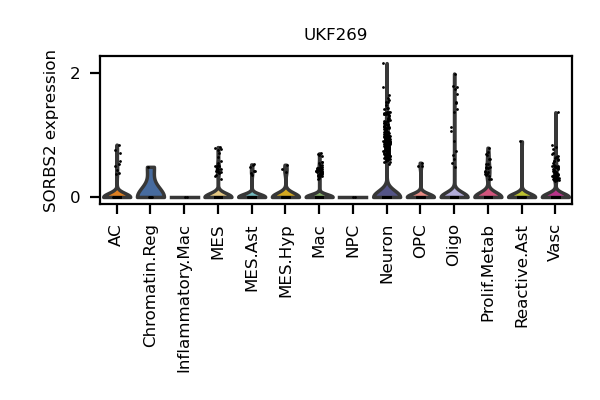 UKF269
SORBS2 expression
2
0
AC
Chromatin.Reg
Inflammatory.Mac
MES
MES.Ast
MES.Hyp
Mac
NPC
Neuron
OPC
Oligo
Prolif.Metab
Reactive.Ast
Vasc